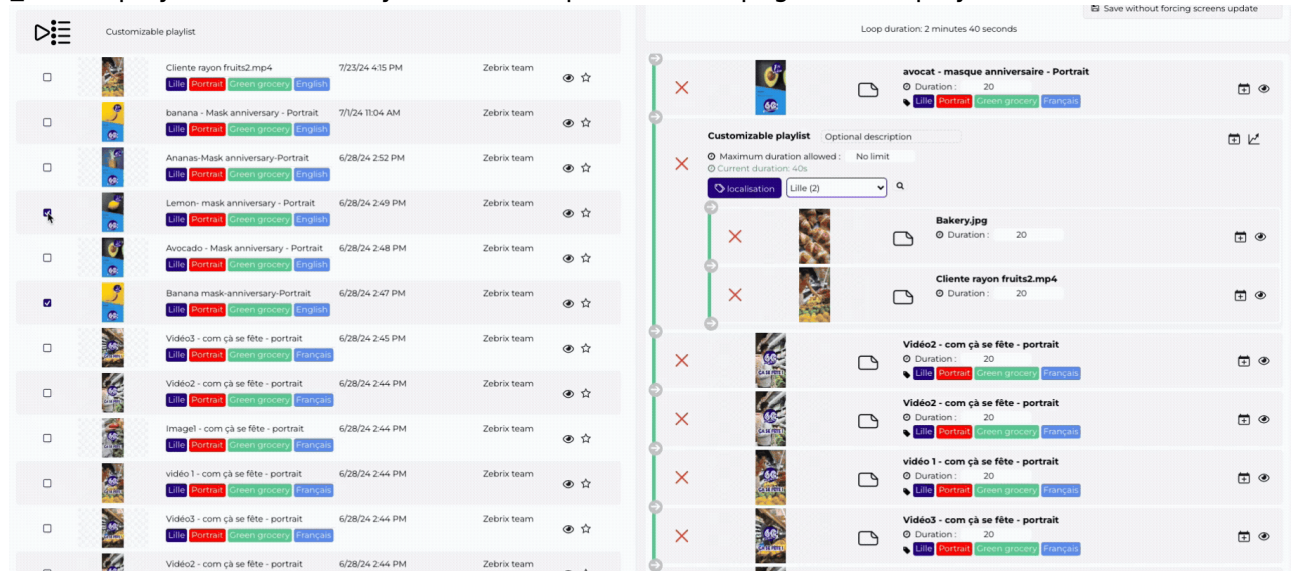 Customizable playlist
Cliente rayon fruits2.mp4 7/23/24 4:15 PM Zebrix team
Lille Portrait Green grocery English
banana - Mask anniversary - Portrait 7/1/24 11:04 AM Zebrix team
Lille Portrait Green grocery English
Ananas-Mask anniversary-Portrait 6/28/24 2:52 PM Zebrix team
Lille Portrait Green grocery English
Lemon- mask anniversary - Portrait 6/28/24 2:49 PM Zebrix team
Lille Portrait Green grocery English
Avocado - Mask anniversary - Portrait 6/28/24 2:48 PM Zebrix team
Lille Portrait Green grocery English
Banana mask-anniversary-Portrait 6/28/24 2:47 PM Zebrix team
Lille Portrait Green grocery English
Vidéo3 - com çà se fête - portrait 6/28/24 2:45 PM Zebrix team
Lille Portrait Green grocery Français
Vidéo2 - com çà se fête - portrait 6/28/24 2:44 PM Zebrix team
Lille Portrait Green grocery Français
Image1 - com çà se fête - portrait 6/28/24 2:44 PM Zebrix team
Lille Portrait Green grocery Français
vidéo 1 - com çà se fête - portrait 6/28/24 2:44 PM Zebrix team
Lille Portrait Green grocery Français
Vidéo3 - com çà se fête - portrait 6/28/24 2:44 PM Zebrix team
Lille Portrait Green grocery Français
Vidéo2 - com çà se fête - portrait 6/28/24 2:44 PM Zebrix team
Save without forcing screens update
Loop duration: 2 minutes 40 seconds
avocat - masque anniversaire - Portrait
Duration : 20
Lille Portrait Green grocery Français
Customizable playlist Optional description
Maximum duration allowed : No limit
Current duration: 40s
localisation Lille (2)
Bakery.jpg
Duration : 20
Cliente rayon fruits2.mp4
Duration : 20
Vidéo2 - com çà se fête - portrait
Duration : 20
Lille Portrait Green grocery Français
Vidéo2 - com çà se fête - portrait
Duration : 20
Lille Portrait Green grocery Français
vidéo 1 - com çà se fête - portrait
Duration : 20
Lille Portrait Green grocery Français
Vidéo3 - com çà se fête - portrait
Duration : 20
Lille Portrait Green grocery Français